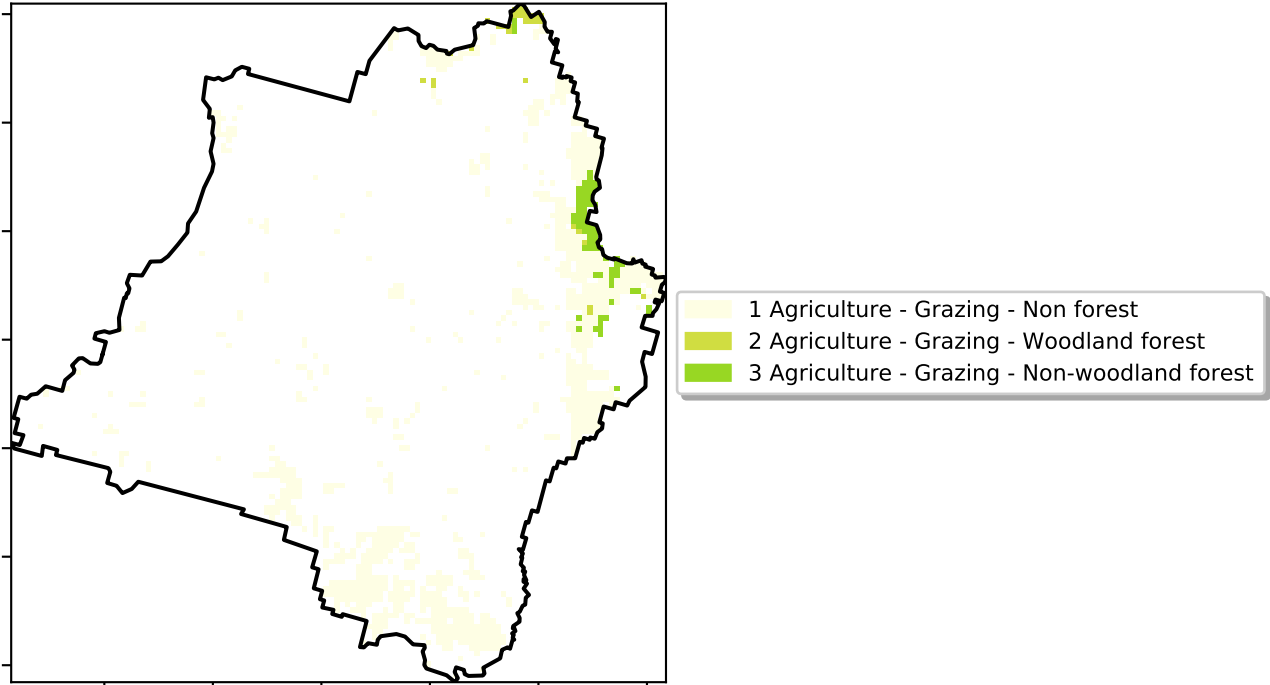 1 Agriculture - Grazing - Non forest
2 Agriculture - Grazing - Woodland forest
3 Agriculture - Grazing - Non-woodland forest